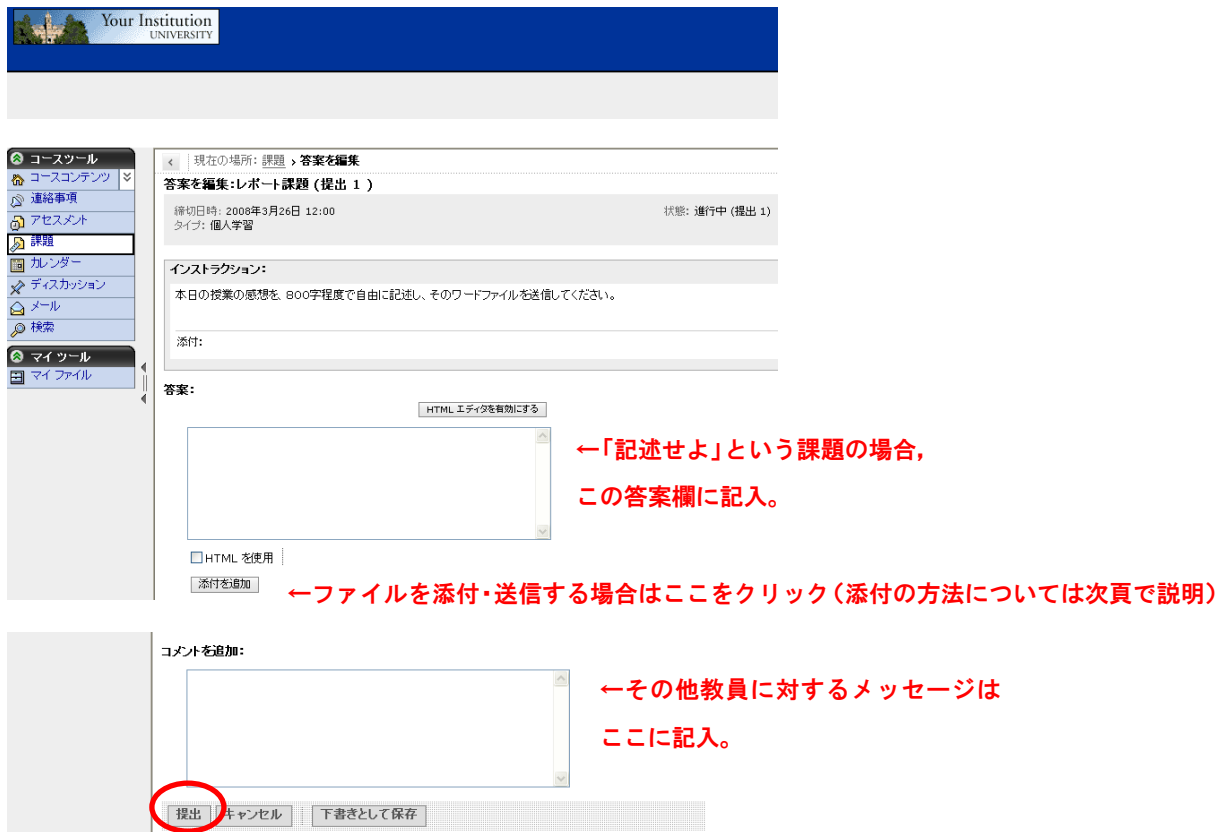 Your Institution
UNIVERSITY
コースツール
コースコンテンツ
連絡事項
アセスメント
課題
カレンダー
ディスカッション
メール
検索
マイ ツール
マイ ファイル
現在の場所: 課題 › 答案を編集
答案を編集:レポート課題 (提出 1 )
締切日時: 2008年3月26日 12:00
状態: 進行中 (提出 1)
タイプ: 個人学習
インストラクション:
本日の授業の感想を、800字程度で自由に記述し、そのワードファイルを送信してください。
添付:
答案:
HTML エディタを有効にする
←「記述せよ」という課題の場合,
この答案欄に記入。
HTML を使用
添付を追加
←ファイルを添付・送信する場合はここをクリック(添付の方法については次頁で説明)
コメントを追加:
←その他教員に対するメッセージは
ここに記入。
提出 キャンセル 下書きとして保存